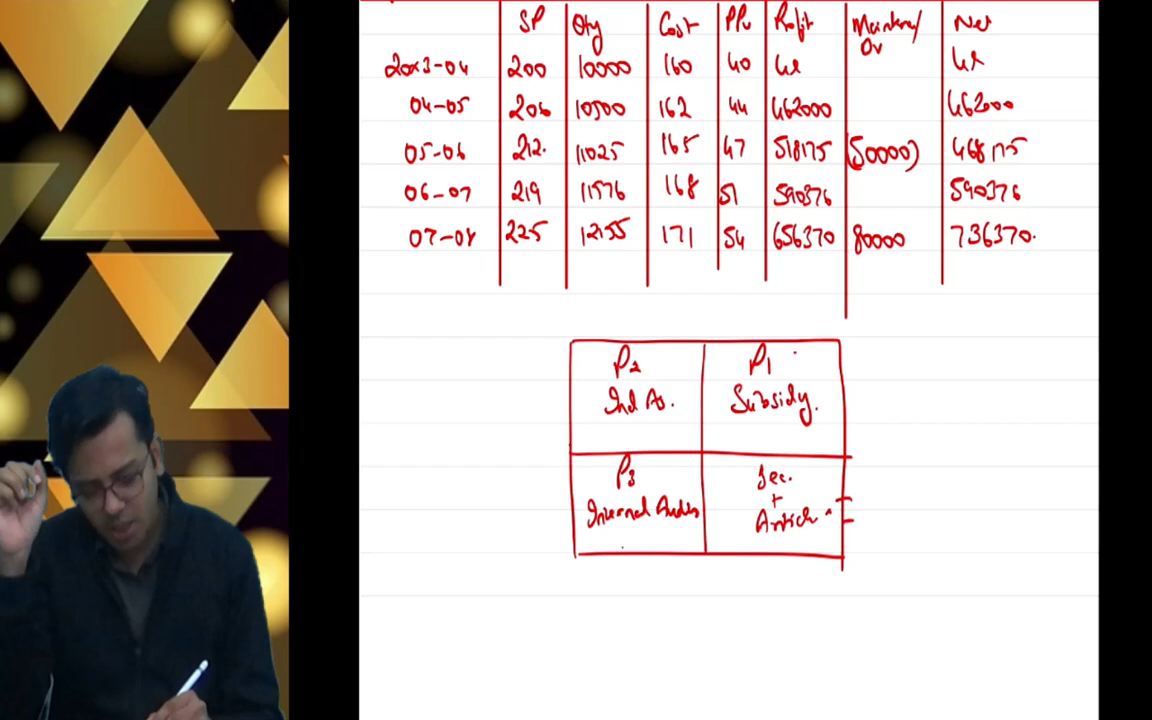 SP Qty Cost PPU Profit Mainten/ Net
Ov
20x3-04 200 10000 160 40 4L 4L
04-05 206 10500 162 44 462000 462000
05-06 212 11025 165 47 518175 (50000) 468175
06-07 219 11576 168 51 590376 590376
07-08 225 12155 171 54 656370 80000 736370
P2 P1
Ind As. Subsidy.
P3 Sec.
+
Internal Article